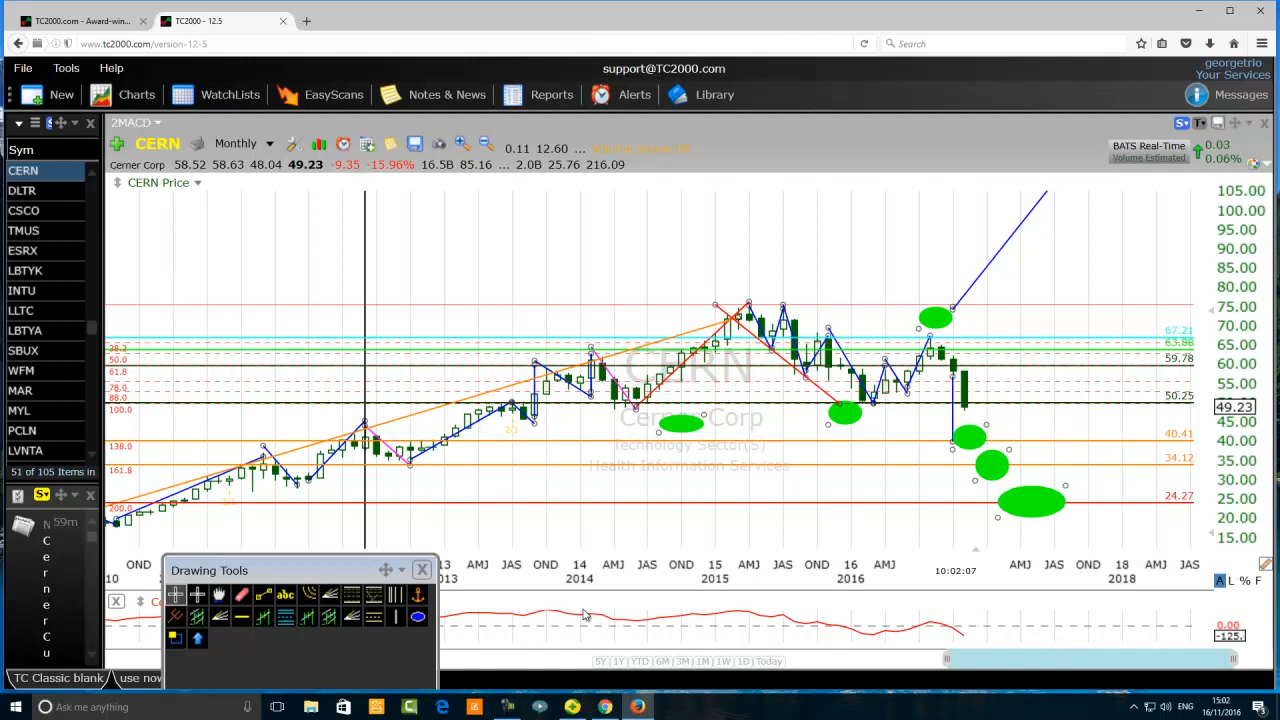 TC2000.com - Award-win...
TC2000 - 12.5
www.tc2000.com/version-12-5
Search
File Tools Help
support@TC2000.com
georgetrio
Your Services
New Charts WatchLists EasyScans Notes & News Reports Alerts Library
Messages
2MACD
Sym
CERN Monthly
0.11 12.60 ...
BATS Real-Time
Volume Estimated
0.03
0.06%
Cerner Corp 58.52 58.63 48.04 49.23 -9.35 -15.96% 16.5B 85.16 ... 2.0B 25.76 216.09
CERN Price
CERN
DLTR
CSCO
TMUS
ESRX
LBTYK
INTU
LLTC
LBTYA
SBUX
WFM
MAR
MYL
PCLN
LVNTA
51 of 105 Items in
59m
N
C
e
r
n
e
r
C
o
r
p
105.00
100.00
95.00
90.00
85.00
80.00
75.00
70.00
65.00
60.00
55.00
49.23
45.00
40.00
35.00
30.00
25.00
20.00
15.00
67.21
63.88
59.78
50.25
40.41
34.12
24.27
38.2
50.0
61.8
78.0
88.0
100.0
138.0
161.8
200.0
CERN
Cerner Corp
Technology Sector(S)
Health Information Services
OND AMJ JAS OND 14 AMJ JAS OND 15 AMJ JAS OND 16 AMJ AMJ JAS OND 18 AMJ JAS
10 2013 2014 2015 2016 2018
10:02:07
A L % F
Drawing Tools
abc
Co
0.00
-125.
5Y 1Y YTD 6M 3M 1M 1W 1D Today
TC Classic blank
use now
Ask me anything
ENG
15:02
16/11/2016